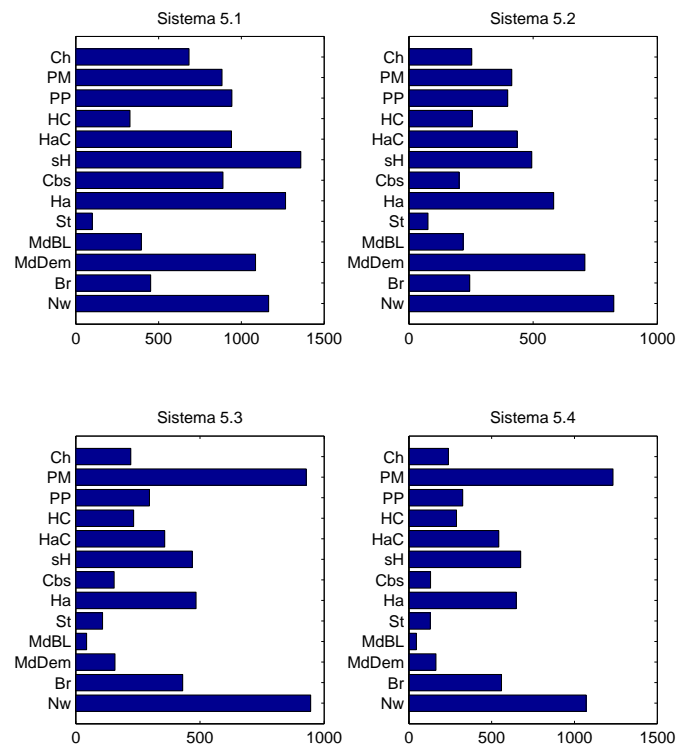 Sistema 5.1
Ch
PM
PP
HC
HaC
sH
Cbs
Ha
St
MdBL
MdDem
Br
Nw
0 500 1000 1500
Sistema 5.2
Ch
PM
PP
HC
HaC
sH
Cbs
Ha
St
MdBL
MdDem
Br
Nw
0 500 1000
Sistema 5.3
Ch
PM
PP
HC
HaC
sH
Cbs
Ha
St
MdBL
MdDem
Br
Nw
0 500 1000
Sistema 5.4
Ch
PM
PP
HC
HaC
sH
Cbs
Ha
St
MdBL
MdDem
Br
Nw
0 500 1000 1500